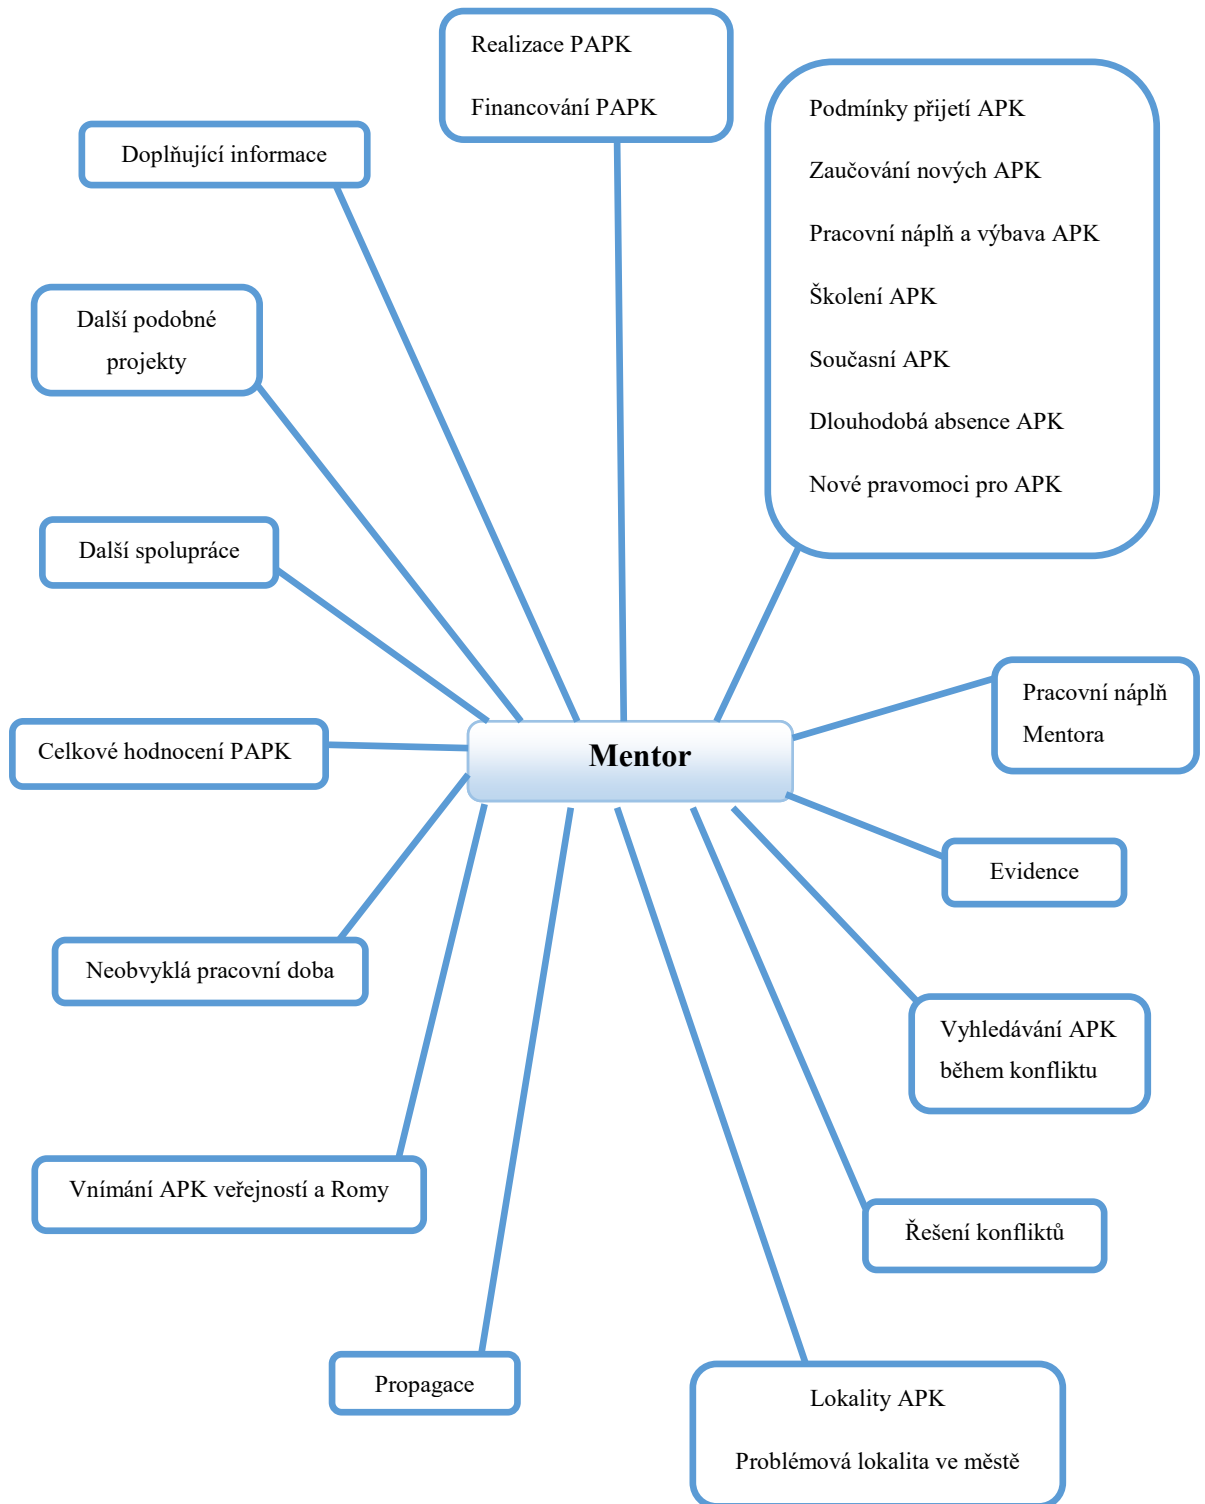 Realizace PAPK
Financování PAPK
Podmínky přijetí APK
Zaučování nových APK
Pracovní náplň a výbava APK
Školení APK
Současní APK
Dlouhodobá absence APK
Nové pravomoci pro APK
Doplňující informace
Další podobné
projekty
Další spolupráce
Pracovní náplň
Mentora
Celkové hodnocení PAPK
Mentor
Evidence
Neobvyklá pracovní doba
Vyhledávání APK
během konfliktu
Vnímání APK veřejností a Romy
Řešení konfliktů
Propagace
Lokality APK
Problémová lokalita ve městě